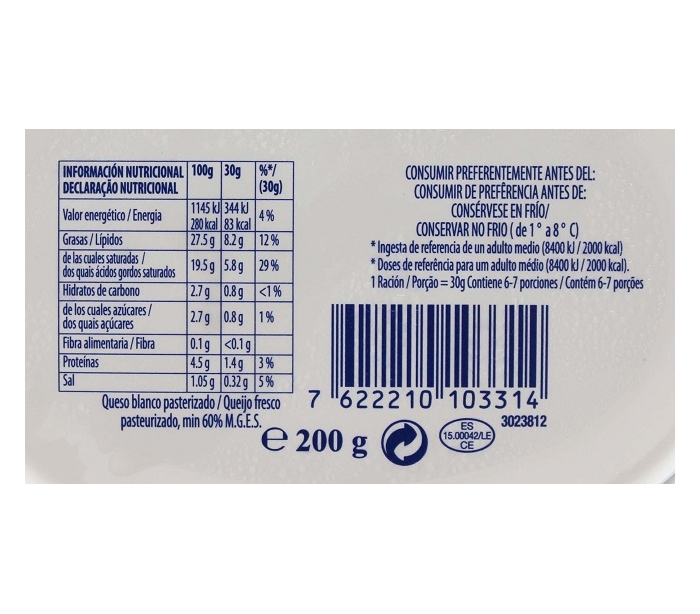 INFORMACIÓN NUTRICIONAL
DECLARAÇÃO NUTRICIONAL
100g 30g %*/
(30g)
Valor energético / Energia 1145 kJ 344 kJ 4 %
280 kcal 83 kcal
Grasas / Lípidos 27.5 g 8.2 g 12 %
de las cuales saturadas /
dos quais ácidos gordos saturados 19.5 g 5.8 g 29 %
Hidratos de carbono 2.7 g 0.8 g <1 %
de los cuales azúcares /
dos quais açúcares 2.7 g 0.8 g 1 %
Fibra alimentaria / Fibra 0.1 g <0.1 g
Proteínas 4.5 g 1.4 g 3 %
Sal 1.05 g 0.32 g 5 %
Queso blanco pasterizado / Queijo fresco
pasteurizado, min 60% M.G.E.S.
e 200 g
CONSUMIR PREFERENTEMENTE ANTES DEL:
CONSUMIR DE PREFÊRENCIA ANTES DE:
CONSÉRVESE EN FRÍO/
CONSERVAR NO FRIO ( de 1° a 8° C)
* Ingesta de referencia de un adulto medio (8400 kJ / 2000 kcal)
* Doses de referência para um adulto médio (8400 kJ / 2000 kcal).
1 Ración / Porção = 30g Contiene 6-7 porciones / Contém 6-7 porções
7 622210 103314
3023812
ES
15.00042/LE
CE